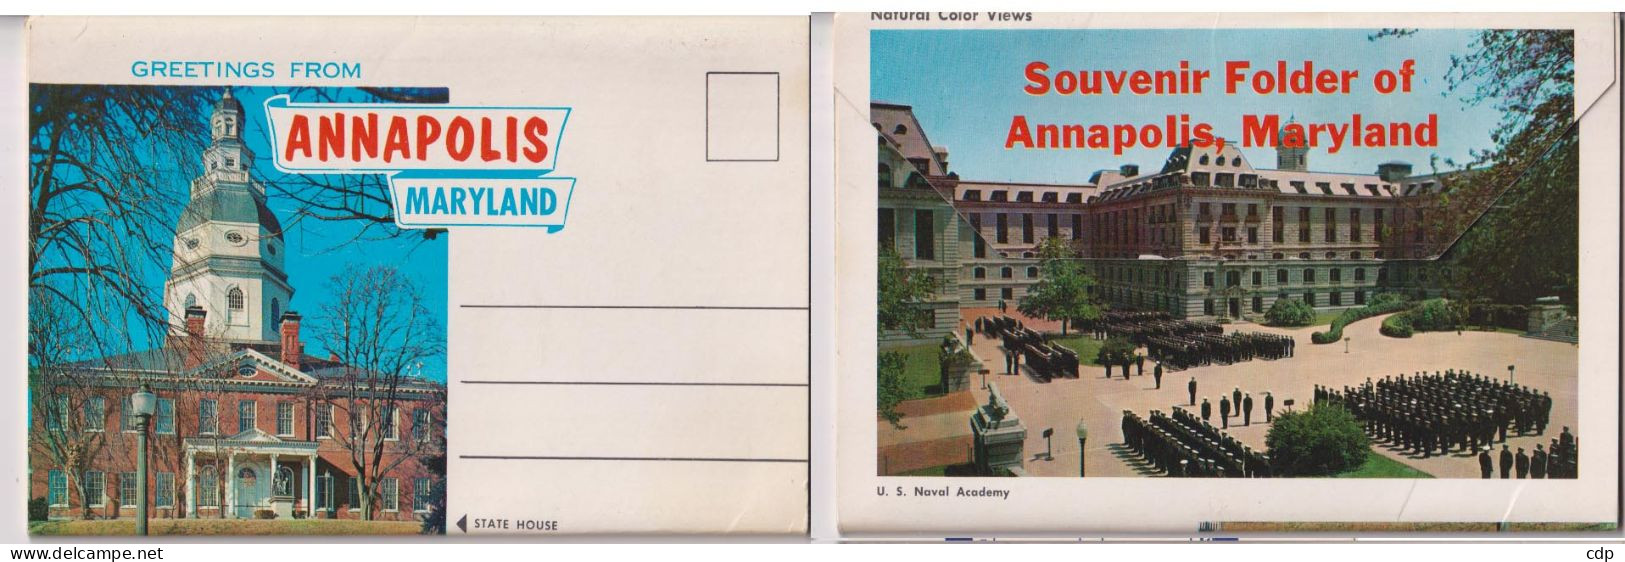 GREETINGS FROM
ANNAPOLIS
MARYLAND
STATE HOUSE
Natural Color Views
Souvenir Folder of
Annapolis, Maryland
U. S. Naval Academy
www.delcampe.net
cdp